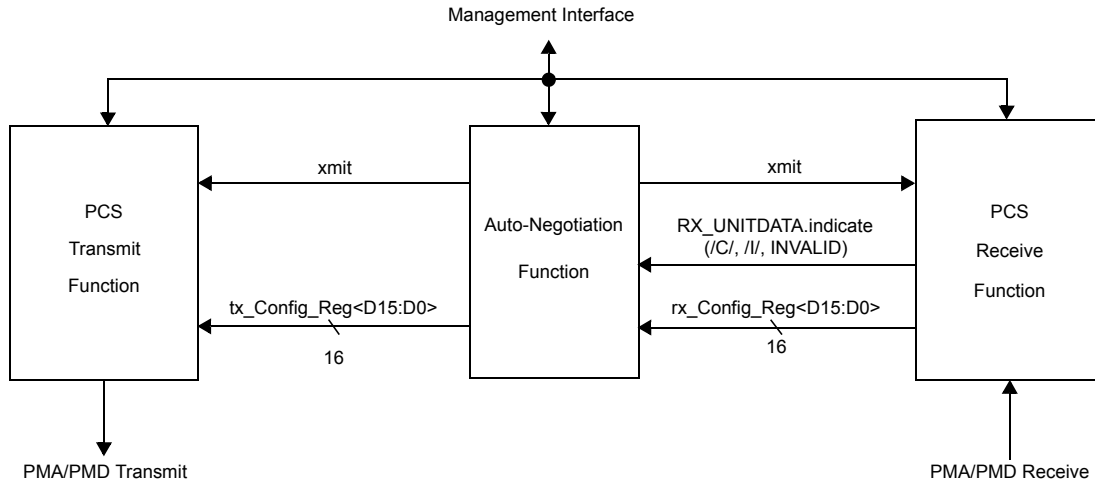 Management Interface
xmit
xmit
PCS
Transmit
Function
Auto-Negotiation
Function
RX_UNITDATA.indicate
(/C/, /I/, INVALID)
PCS
Receive
Function
tx_Config_Reg<D15:D0>
16
rx_Config_Reg<D15:D0>
16
PMA/PMD Transmit
PMA/PMD Receive